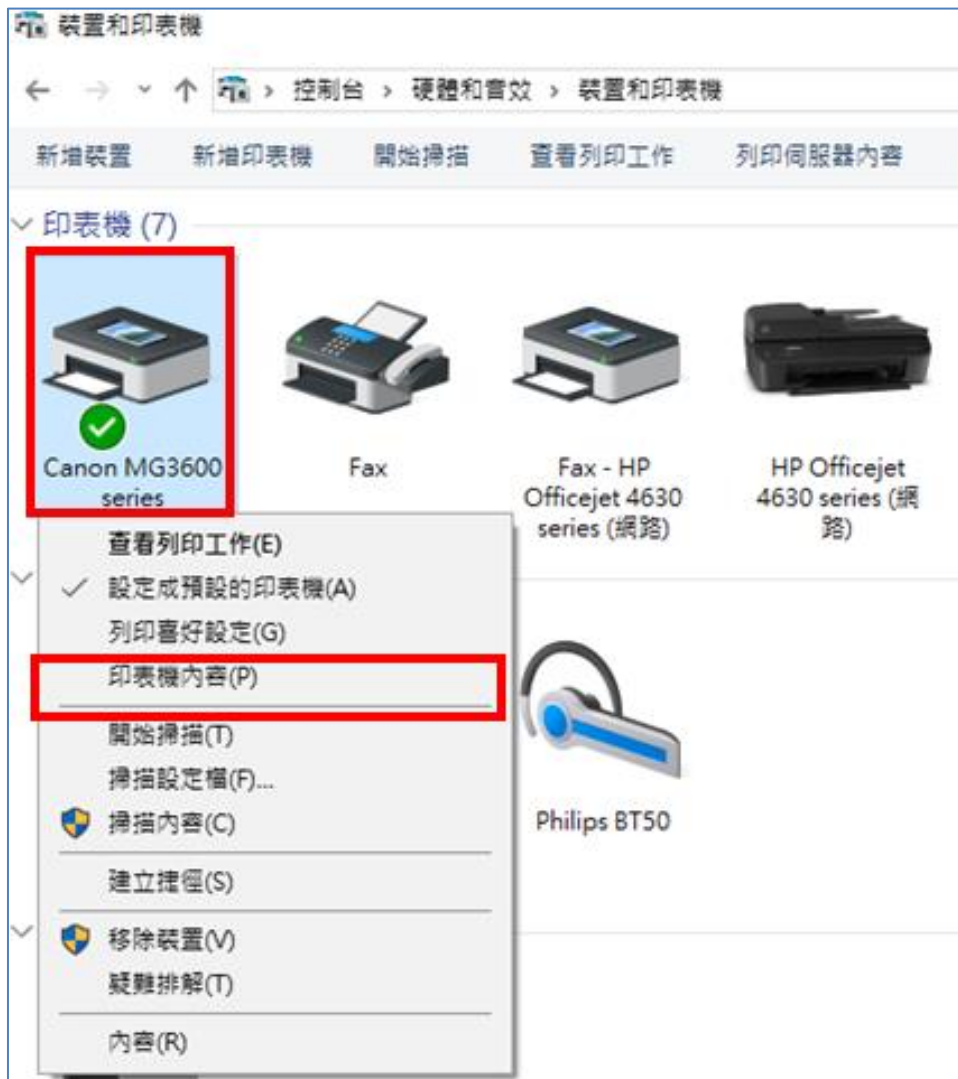 裝置和印表機
控制台 › 硬體和音效 › 裝置和印表機
新增裝置 新增印表機 開始掃描 查看列印工作 列印伺服器內容
印表機 (7)
Canon MG3600
series
Fax
Fax - HP
Officejet 4630
series (網路)
HP Officejet
4630 series (網
路)
查看列印工作(E)
設定成預設的印表機(A)
列印喜好設定(G)
印表機內容(P)
開始掃描(T)
掃描設定檔(F)...
掃描內容(C)
建立捷徑(S)
移除裝置(V)
疑難排解(T)
內容(R)
Philips BT50